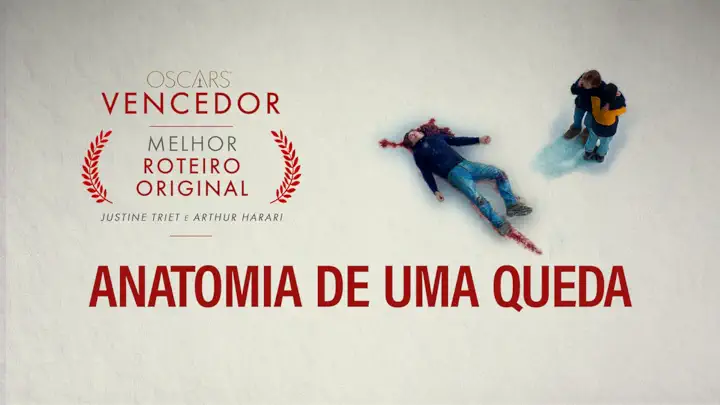 OSCARS
VENCEDOR
MELHOR
ROTEIRO
ORIGINAL
JUSTINE TRIET E ARTHUR HARARI
ANATOMIA DE UMA QUEDA